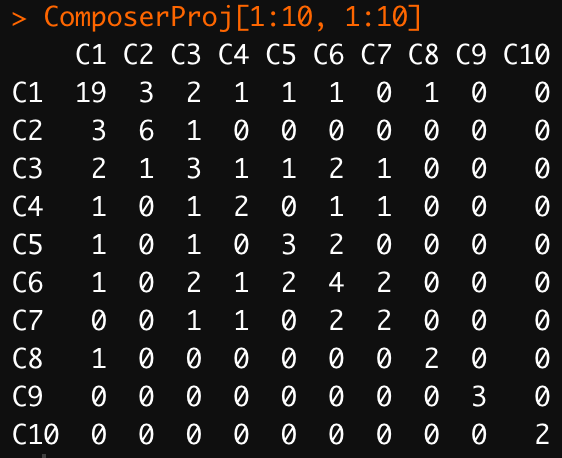 > ComposerProj[1:10, 1:10]
C1 C2 C3 C4 C5 C6 C7 C8 C9 C10
C1 19 3 2 1 1 1 0 1 0 0
C2 3 6 1 0 0 0 0 0 0 0
C3 2 1 3 1 1 2 1 0 0 0
C4 1 0 1 2 0 1 1 0 0 0
C5 1 0 1 0 3 2 0 0 0 0
C6 1 0 2 1 2 4 2 0 0 0
C7 0 0 1 1 0 2 2 0 0 0
C8 1 0 0 0 0 0 0 2 0 0
C9 0 0 0 0 0 0 0 0 3 0
C10 0 0 0 0 0 0 0 0 0 2